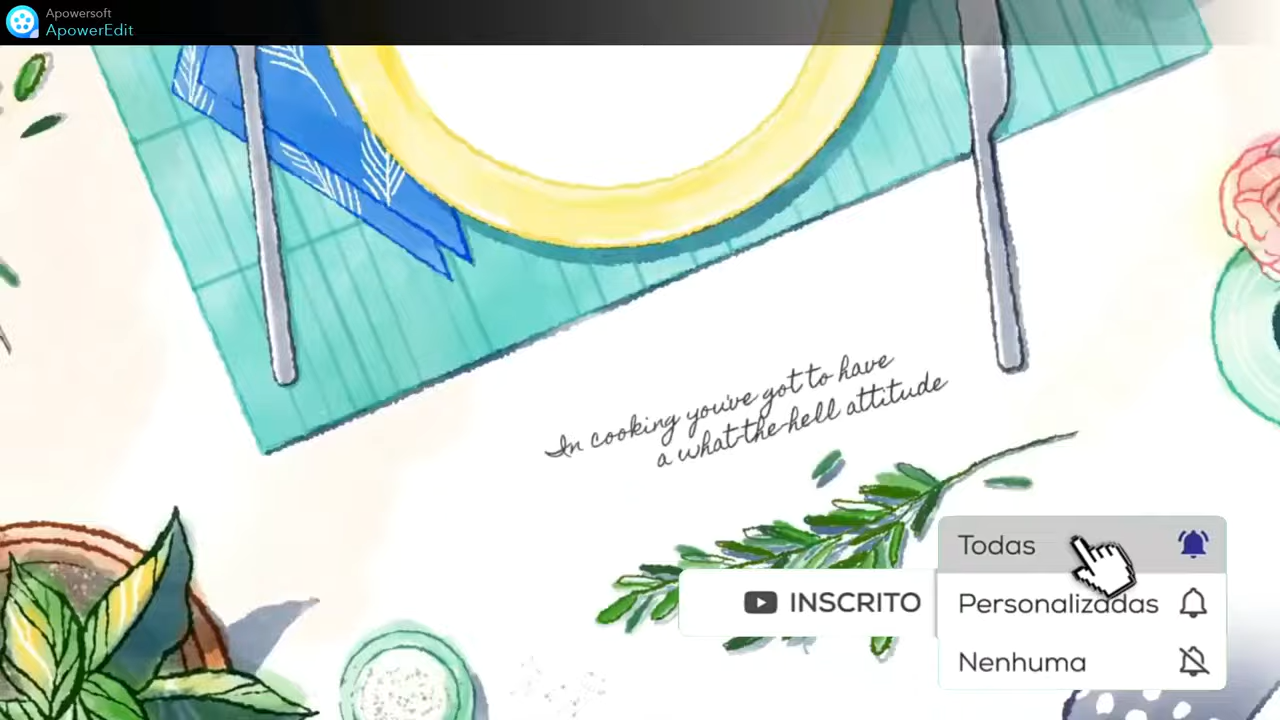 Apowersoft
ApowerEdit
In cooking you've got to have
a what-the-hell attitude
Todas
INSCRITO
Personalizadas
Nenhuma